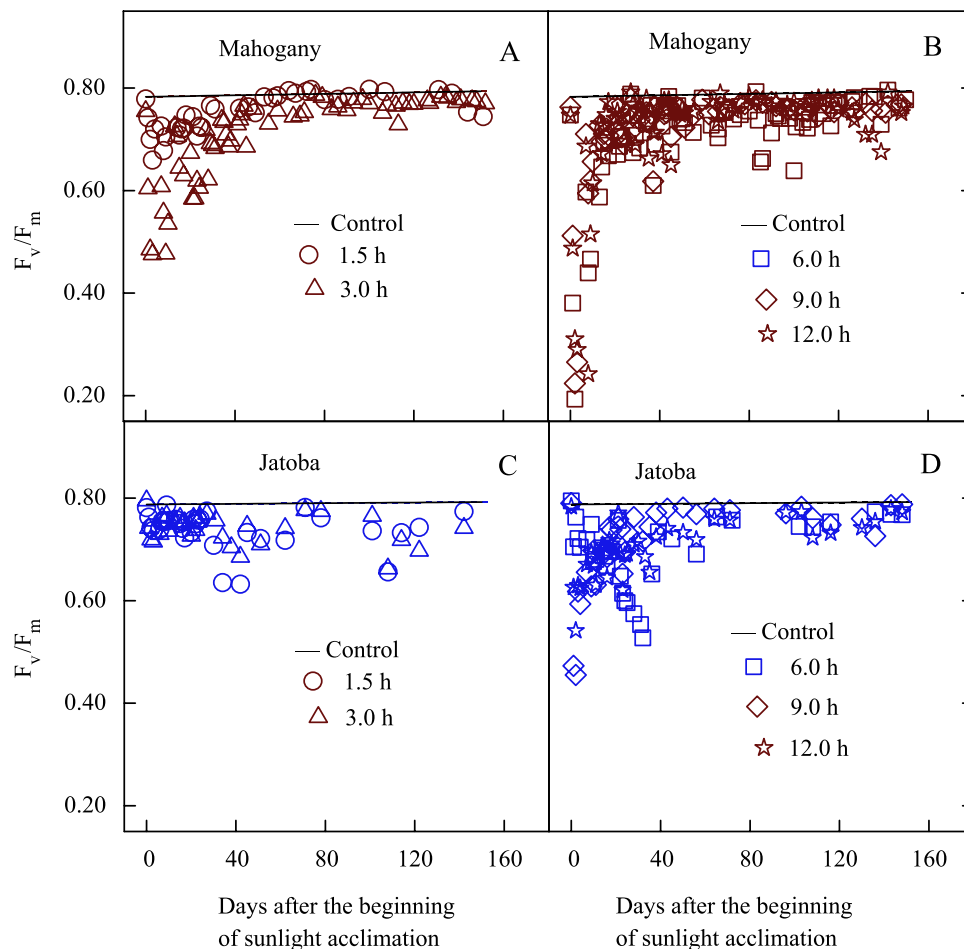 Mahogany
A
0.80
0.60
0.40
0.20
Fv/Fm
Control
1.5 h
3.0 h
Mahogany
B
Control
6.0 h
9.0 h
12.0 h
Jatoba
C
0.80
0.60
0.40
0.20
Fv/Fm
Control
1.5 h
3.0 h
Jatoba
D
Control
6.0 h
9.0 h
12.0 h
0 40 80 120 160
0 40 80 120 160
Days after the beginning
of sunlight acclimation
Days after the beginning
of sunlight acclimation